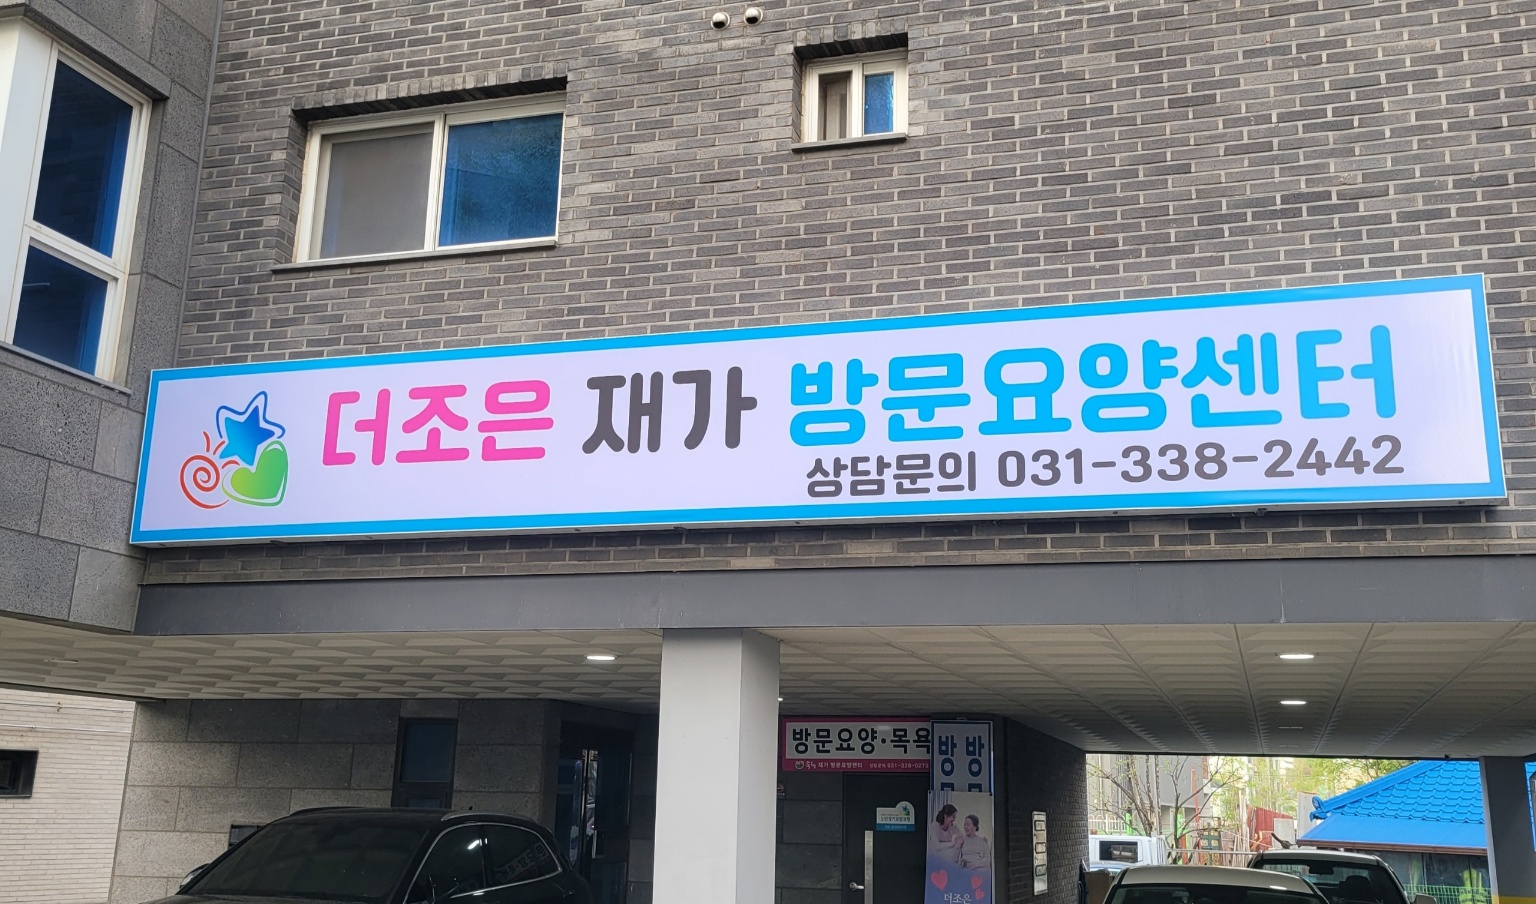 더조은 재가 방문요양센터
상담문의 031-338-2442
방문요양·목욕
재가 방문요양센터
방 방
더조은